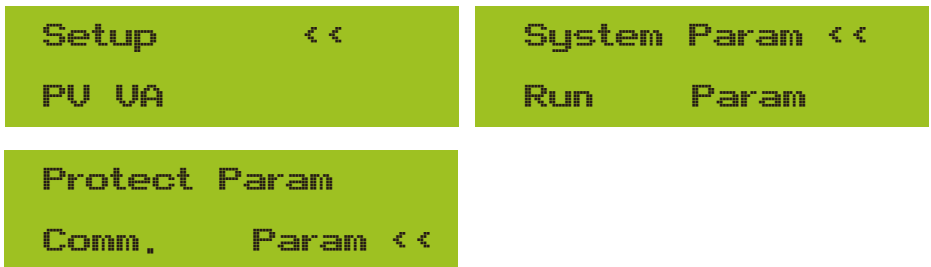 Setup <<
PV VA
System Param <<
Run Param
Protect Param
Comm. Param <<